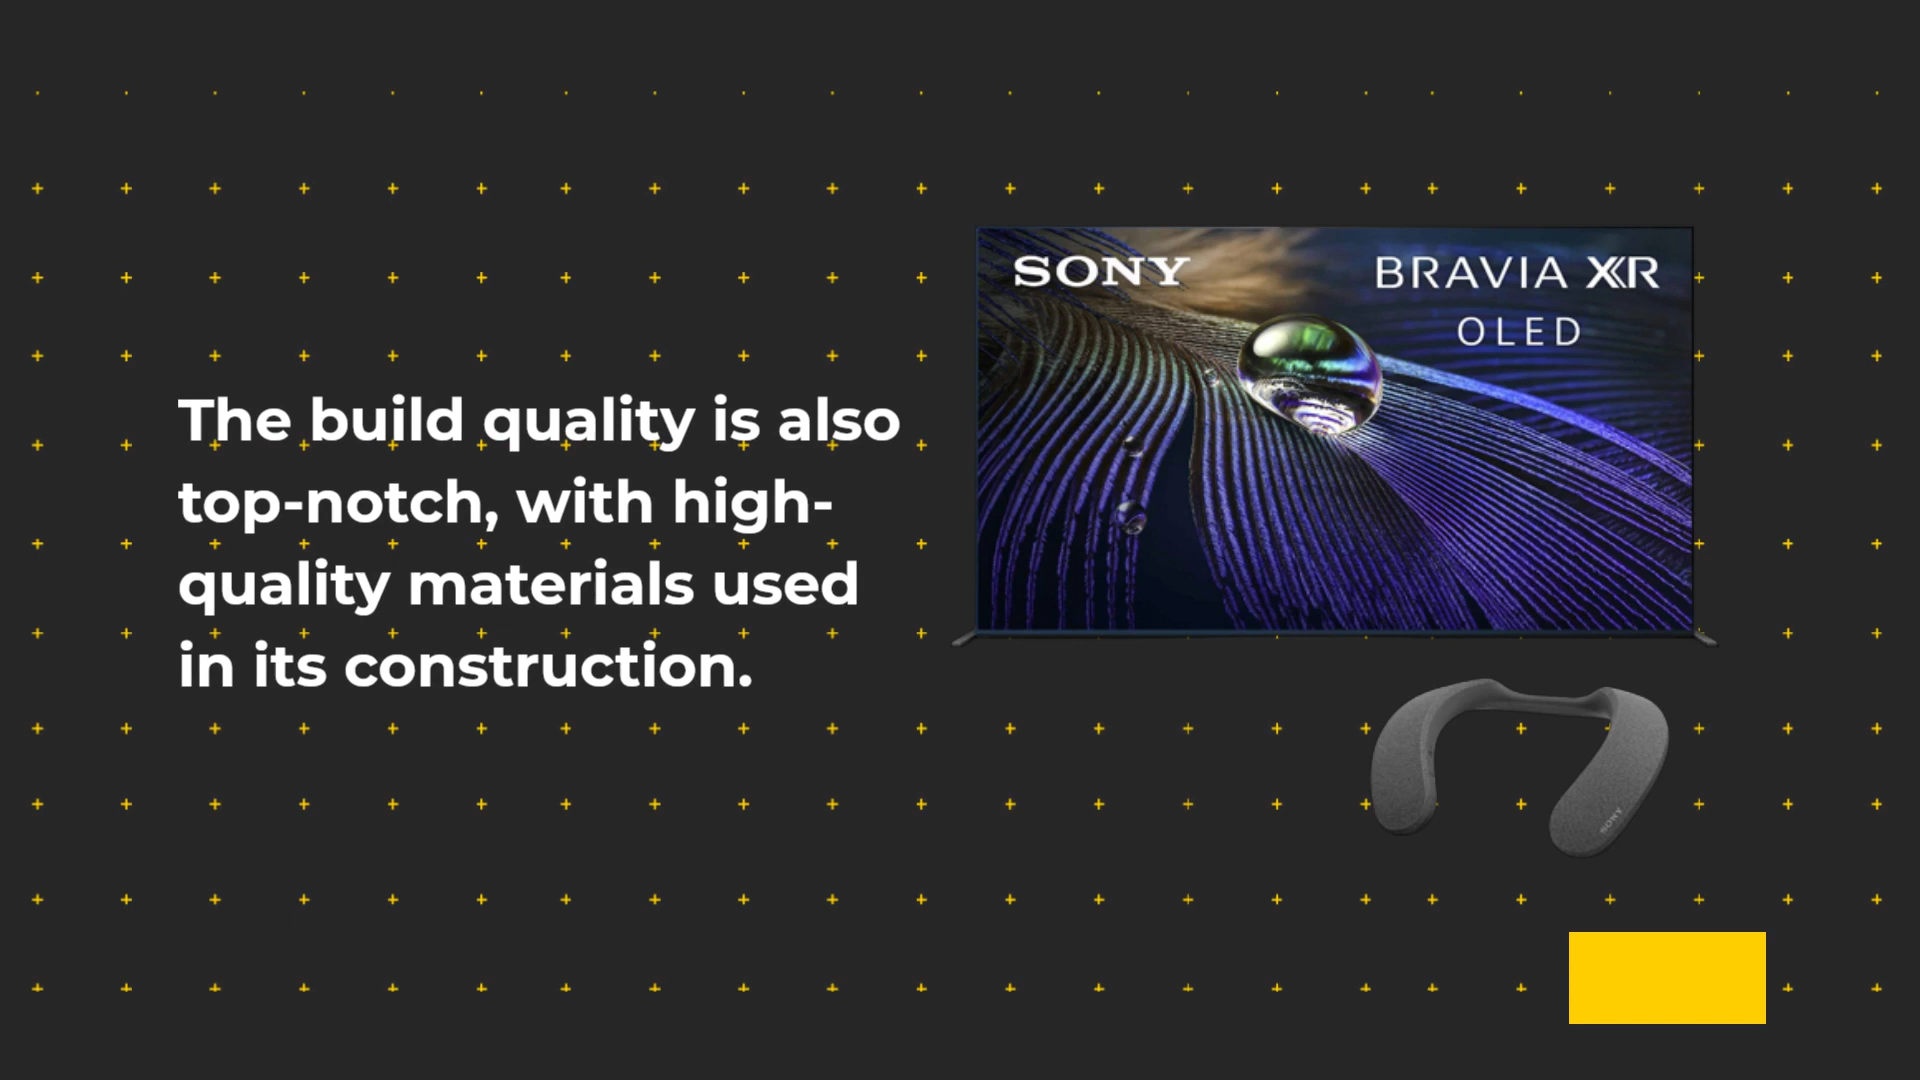 The build quality is also
top-notch, with high-
quality materials used
in its construction.
SONY
BRAVIA XR
OLED
SONY